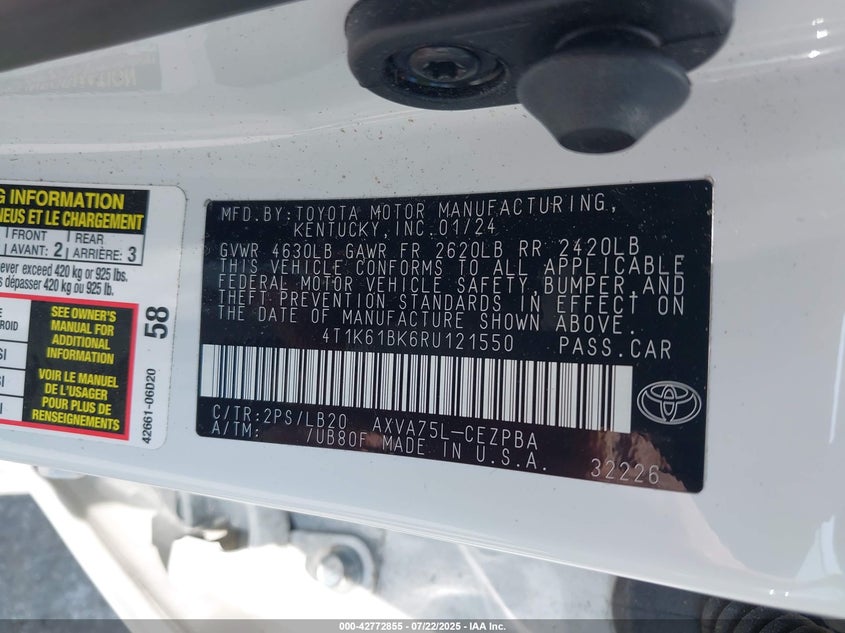 G INFORMATION
NEUS ET LE CHARGEMENT
FRONT REAR
AVANT: 2 ARRIÈRE: 3
ever exceed 420 kg or 925 lbs.
dépasser 420 kg ou 925 lb.
SEE OWNER'S
MANUAL FOR
ADDITIONAL
INFORMATION
VOIR LE MANUEL
DE L'USAGER
POUR PLUS DE
RENSEIGNEMENTS
58
42661-06D20
MFD.BY:TOYOTA MOTOR MANUFACTURING,
KENTUCKY,INC.01/24
GVWR 4630LB GAWR FR 2620LB RR 2420LB
THIS VEHICLE CONFORMS TO ALL APPLICABLE
FEDERAL MOTOR VEHICLE SAFETY,BUMPER,AND
THEFT PREVENTION STANDARDS IN EFFECT ON
THE DATE OF MANUFACTURE SHOWN ABOVE.
4T1K61BK6RU121550 PASS.CAR
C/TR:2PS/LB20 AXVA75L-CEZPBA
A/TM: /UB80F MADE IN U.S.A.
32226
000-42772855 - 07/22/2025 - IAA Inc.